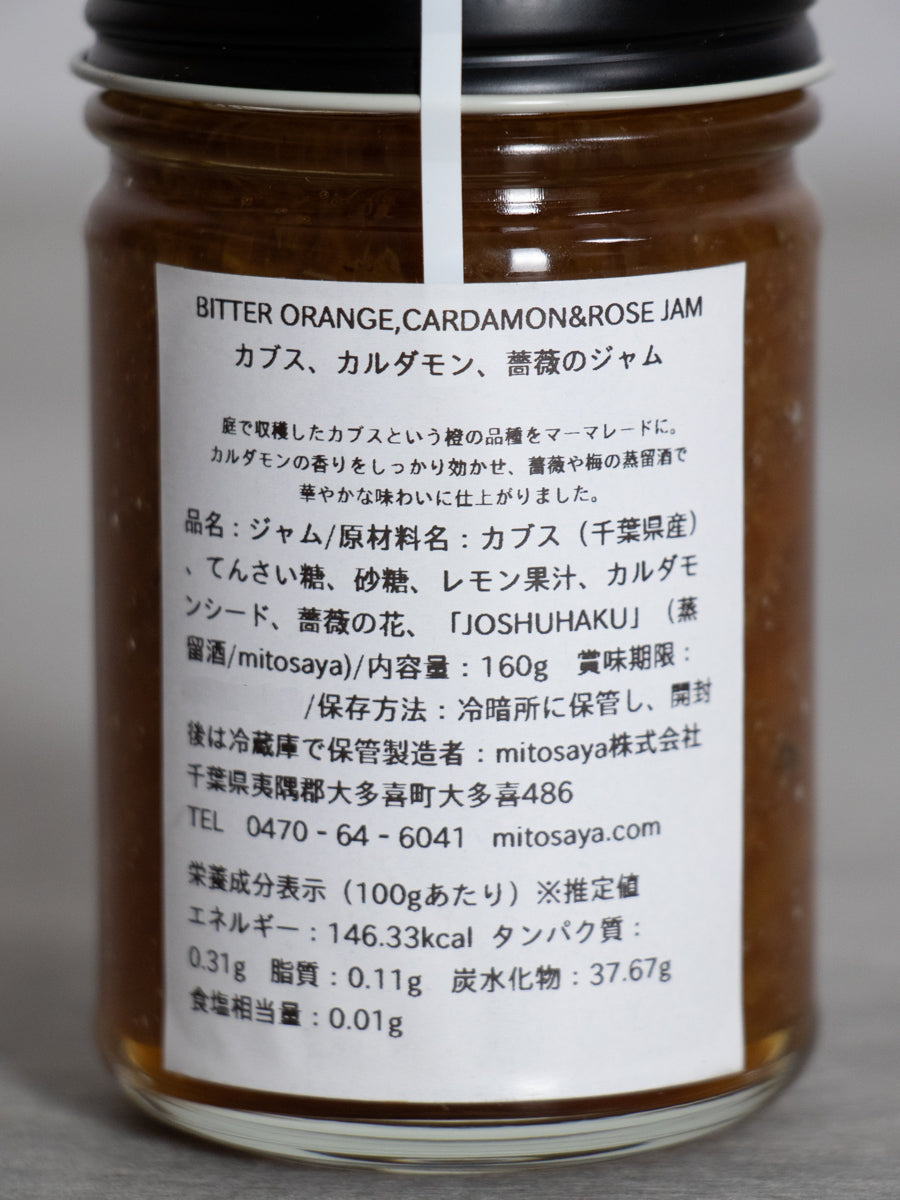 BITTER ORANGE,CARDAMON&ROSE JAM
カブス、カルダモン、薔薇のジャム
庭で収穫したカブスという橙の品種をマーマレードに。
カルダモンの香りをしっかり効かせ、薔薇や梅の蒸留酒で
華やかな味わいに仕上がりました。
品名：ジャム/原材料名：カブス（千葉県産）
、てんさい糖、砂糖、レモン果汁、カルダモ
ンシード、薔薇の花、「JOSHUHAKU」（蒸
留酒/mitosaya)/内容量：160g　賞味期限：
/保存方法：冷暗所に保管し、開封
後は冷蔵庫で保管製造者：mitosaya株式会社
千葉県夷隅郡大多喜町大多喜486
TEL　0470 - 64 - 6041　mitosaya.com
栄養成分表示（100gあたり）※推定値
エネルギー：146.33kcal タンパク質：
0.31g　脂質：0.11g　炭水化物：37.67g
食塩相当量：0.01g